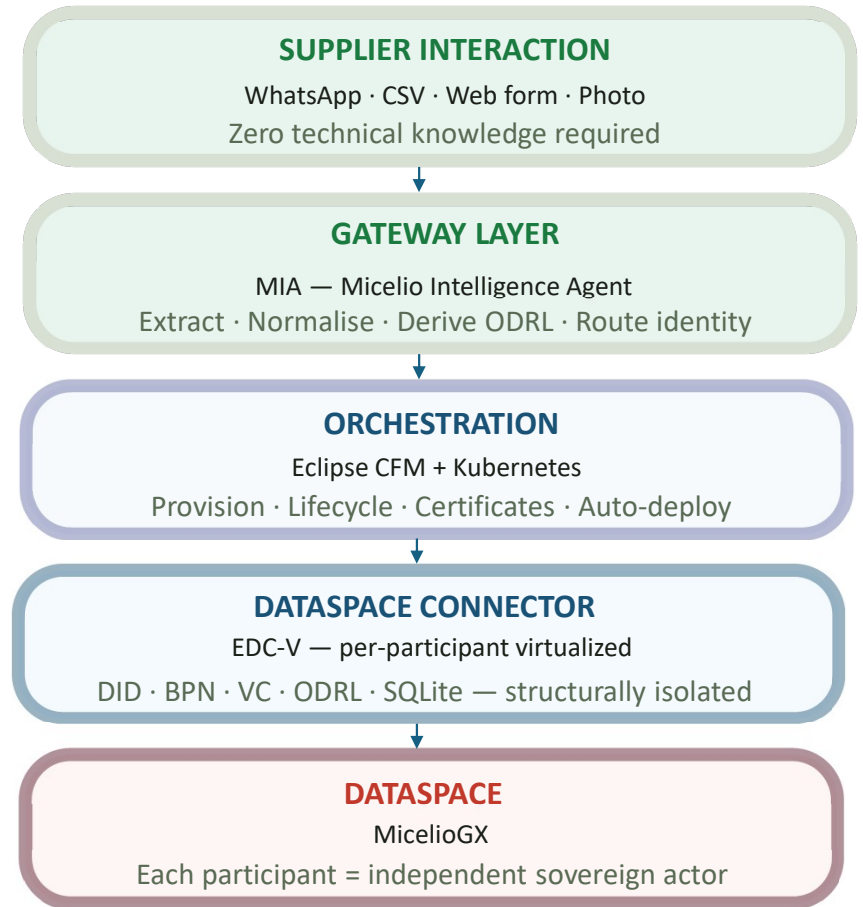 SUPPLIER INTERACTION
WhatsApp · CSV · Web form · Photo
Zero technical knowledge required
GATEWAY LAYER
MIA — Micelio Intelligence Agent
Extract · Normalise · Derive ODRL · Route identity
ORCHESTRATION
Eclipse CFM + Kubernetes
Provision · Lifecycle · Certificates · Auto-deploy
DATASPACE CONNECTOR
EDC-V — per-participant virtualized
DID · BPN · VC · ODRL · SQLite — structurally isolated
DATASPACE
MicelioGX
Each participant = independent sovereign actor